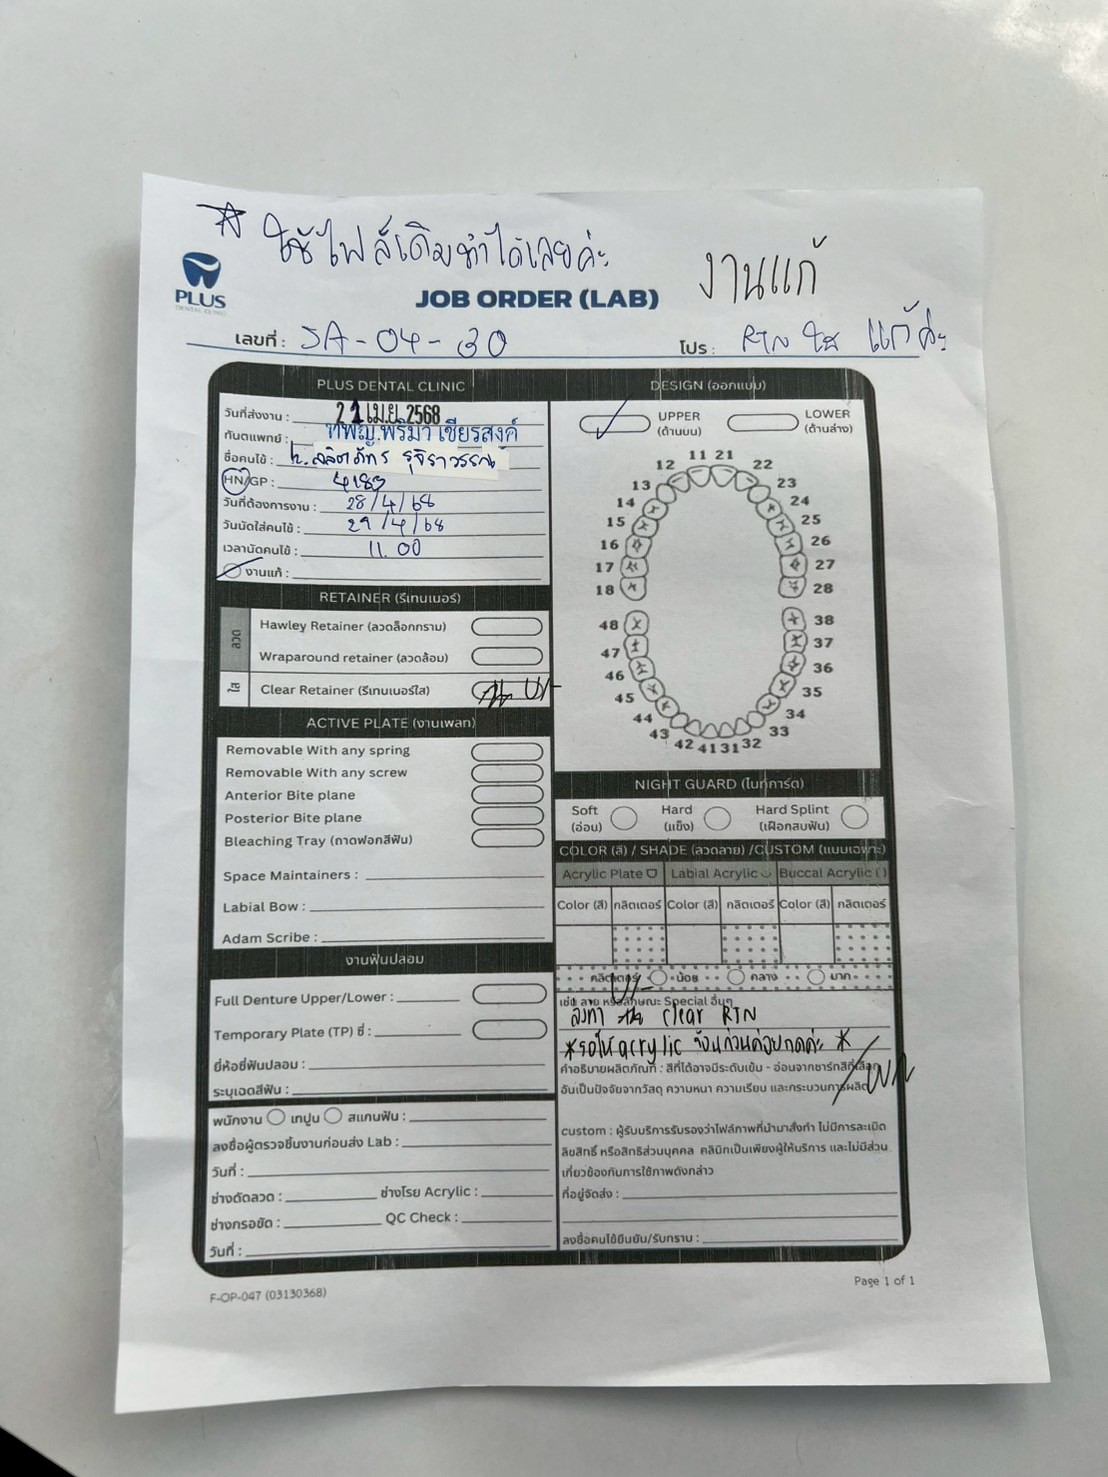 ☆ ใช้ไฟล์เดิมทำได้เลยค่ะ
งานแก้
PLUS
DENTAL CLINIC
JOB ORDER (LAB)
เลขที่ : SA-04-30
โปร : RTN ใส แก้ค่ะ
PLUS DENTAL CLINIC
วันที่ส่งงาน : 21 เม.ย. 2568
ทันตแพทย์ : ทพญ.พริมา เชียรสงค์
ชื่อคนไข้ :
HN/GP : 4183
วันที่ต้องการงาน : 28/4/68
วันนัดใส่คนไข้ : 29/4/68
เวลานัดคนไข้ : 11.00
งานแก้ :
RETAINER (รีเทนเนอร์)
ลวด
Hawley Retainer (ลวดล็อกกราม)
Wraparound retainer (ลวดล้อม)
ใส
Clear Retainer (รีเทนเนอร์ใส)
ACTIVE PLATE (งานเพลท)
Removable With any spring
Removable With any screw
Anterior Bite plane
Posterior Bite plane
Bleaching Tray (ถาดฟอกสีฟัน)
Space Maintainers :
Labial Bow :
Adam Scribe :
งานฟันปลอม
Full Denture Upper/Lower :
Temporary Plate (TP) ซี่ :
ยี่ห้อซี่ฟันปลอม :
ระบุเฉดสีฟัน :
พนักงาน เทปูน สแกนฟัน :
ลงชื่อผู้ตรวจชิ้นงานก่อนส่ง Lab :
วันที่ :
ช่างดัดลวด : ช่างโรย Acrylic :
ช่างกรอขัด : QC Check :
วันที่ :
DESIGN (ออกแบบ)
UPPER (ด้านบน)
LOWER (ด้านล่าง)
11 21
12 22
13 23
14 24
15 25
16 26
17 27
18 28
48 38
47 37
46 36
45 35
44 34
43 33
42 41 31 32
NIGHT GUARD (ไนท์การ์ด)
Soft (อ่อน)
Hard (แข็ง)
Hard Splint (เฝือกสบฟัน)
COLOR (สี) / SHADE (ลวดลาย) /CUSTOM (แบบเฉพาะ)
Acrylic Plate Labial Acrylic Buccal Acrylic ( )
Color (สี) กลิตเตอร์ Color (สี) กลิตเตอร์ Color (สี) กลิตเตอร์
กลิตเตอร์ น้อย กลาง มาก
เช่น ลาย หรือลักษณะ Special อื่นๆ
สั่งทำ clear RTN
*รอให้ acrylic
คำอธิบายผลิตภัณฑ์ : สีที่ได้อาจมีระดับเข้ม - อ่อนจากชาร์ทสีที่เลือก
อันเป็นปัจจัยจากวัสดุ ความหนา ความเรียบ และกระบวนการผลิต
custom : ผู้รับบริการรับรองว่าไฟล์ภาพที่นำมาสั่งทำ ไม่มีการละเมิด
ลิขสิทธิ์ หรือสิทธิส่วนบุคคล คลินิกเป็นเพียงผู้ให้บริการ และไม่มีส่วน
เกี่ยวข้องกับการใช้ภาพดังกล่าว
ที่อยู่จัดส่ง :
ลงชื่อคนไข้ยืนยัน/รับทราบ :
F-OP-047 (03130368)
Page 1 of 1